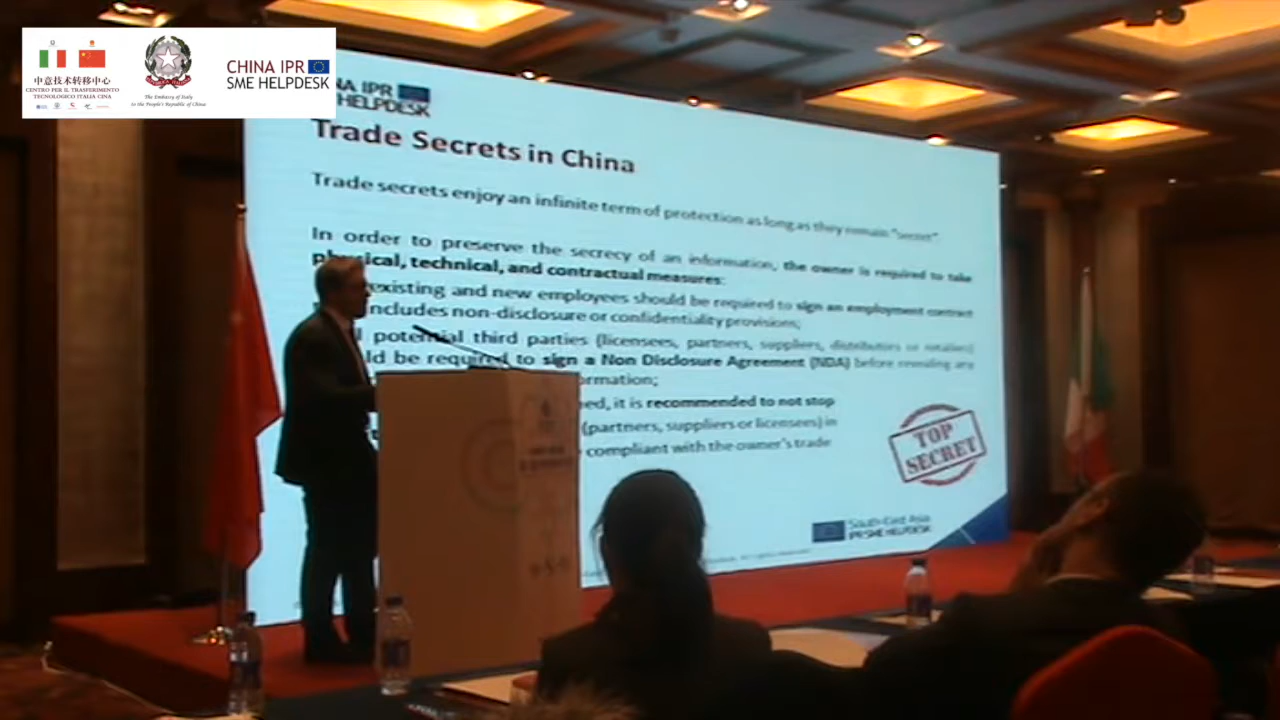 中意技术转移中心
CENTRO PER IL TRASFERIMENTO
TECNOLOGICO ITALIA CINA
The Embassy of Italy
to the People's Republic of China
CHINA IPR
SME HELPDESK
NA IPR
HELPDESK
Trade Secrets in China
Trade secrets enjoy an infinite term of protection as long as they remain "secret".
In order to preserve the secrecy of an information, the owner is required to take
physical, technical, and contractual measures:
existing and new employees should be required to sign an employment contract
includes non-disclosure or confidentiality provisions;
potential third parties (licensees, partners, suppliers, distributors or retailers)
ld be required to sign a Non Disclosure Agreement (NDA) before revealing any
ormation;
ed, it is recommended to not stop
(partners, suppliers or licensees) in
compliant with the owner's trade
TOP
SECRET
South-East Asia
IPR SME HELPDESK